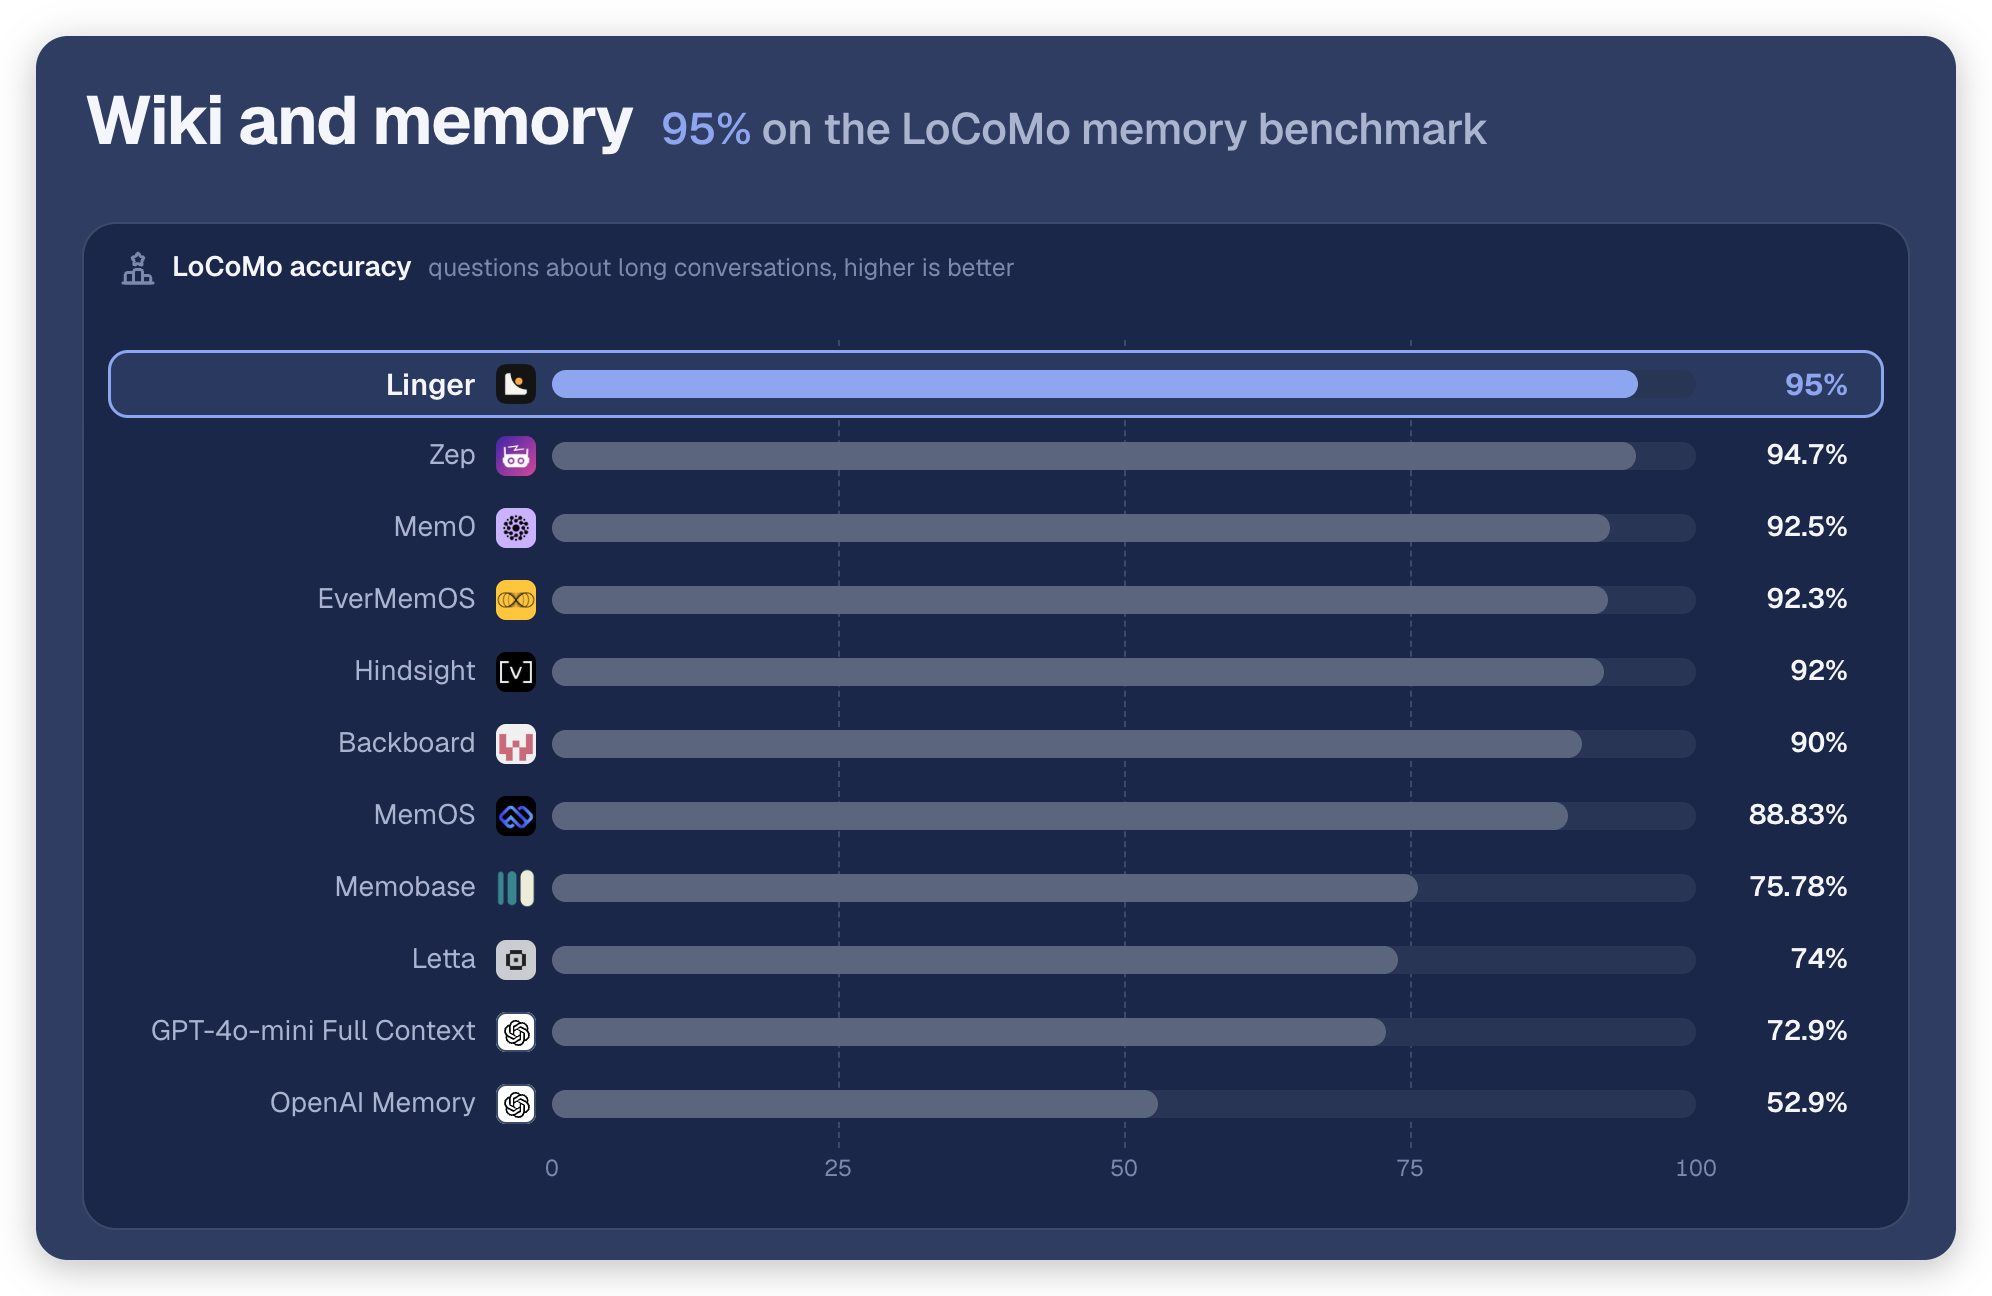 Wiki and memory 95% on the LoCoMo memory benchmark
LoCoMo accuracy questions about long conversations, higher is better
Linger 95%
Zep 94.7%
Mem0 92.5%
EverMemOS 92.3%
Hindsight [V] 92%
Backboard 90%
MemOS 88.83%
Memobase 75.78%
Letta 74%
GPT-4o-mini Full Context 72.9%
OpenAI Memory 52.9%
0 25 50 75 100